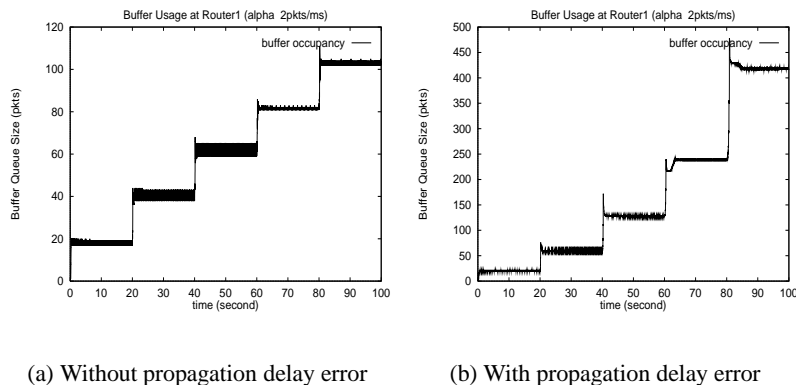 Buffer Usage at Router1 (alpha 2pkts/ms)
120
100
80
60
40
20
0
Buffer Queue Size (pkts)
buffer occupancy
0 10 20 30 40 50 60 70 80 90 100
time (second)
(a) Without propagation delay error
Buffer Usage at Router1 (alpha 2pkts/ms)
500
450
400
350
300
250
200
150
100
50
0
Buffer Queue Size (pkts)
buffer occupancy
0 10 20 30 40 50 60 70 80 90 100
time (second)
(b) With propagation delay error